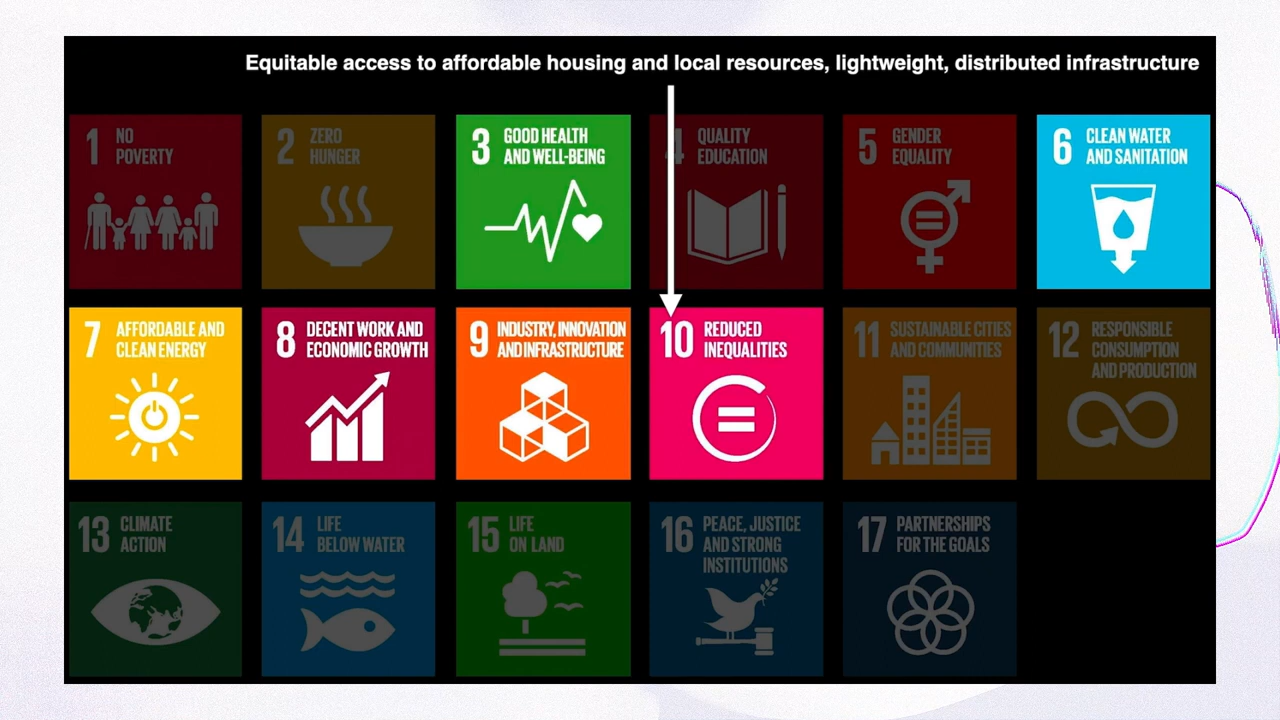 Equitable access to affordable housing and local resources, lightweight, distributed infrastructure
1 NO
POVERTY
2 ZERO
HUNGER
3 GOOD HEALTH
AND WELL-BEING
4 QUALITY
EDUCATION
5 GENDER
EQUALITY
6 CLEAN WATER
AND SANITATION
7 AFFORDABLE AND
CLEAN ENERGY
8 DECENT WORK AND
ECONOMIC GROWTH
9 INDUSTRY, INNOVATION
AND INFRASTRUCTURE
10 REDUCED
INEQUALITIES
11 SUSTAINABLE CITIES
AND COMMUNITIES
12 RESPONSIBLE
CONSUMPTION
AND PRODUCTION
13 CLIMATE
ACTION
14 LIFE
BELOW WATER
15 LIFE
ON LAND
16 PEACE, JUSTICE
AND STRONG
INSTITUTIONS
17 PARTNERSHIPS
FOR THE GOALS